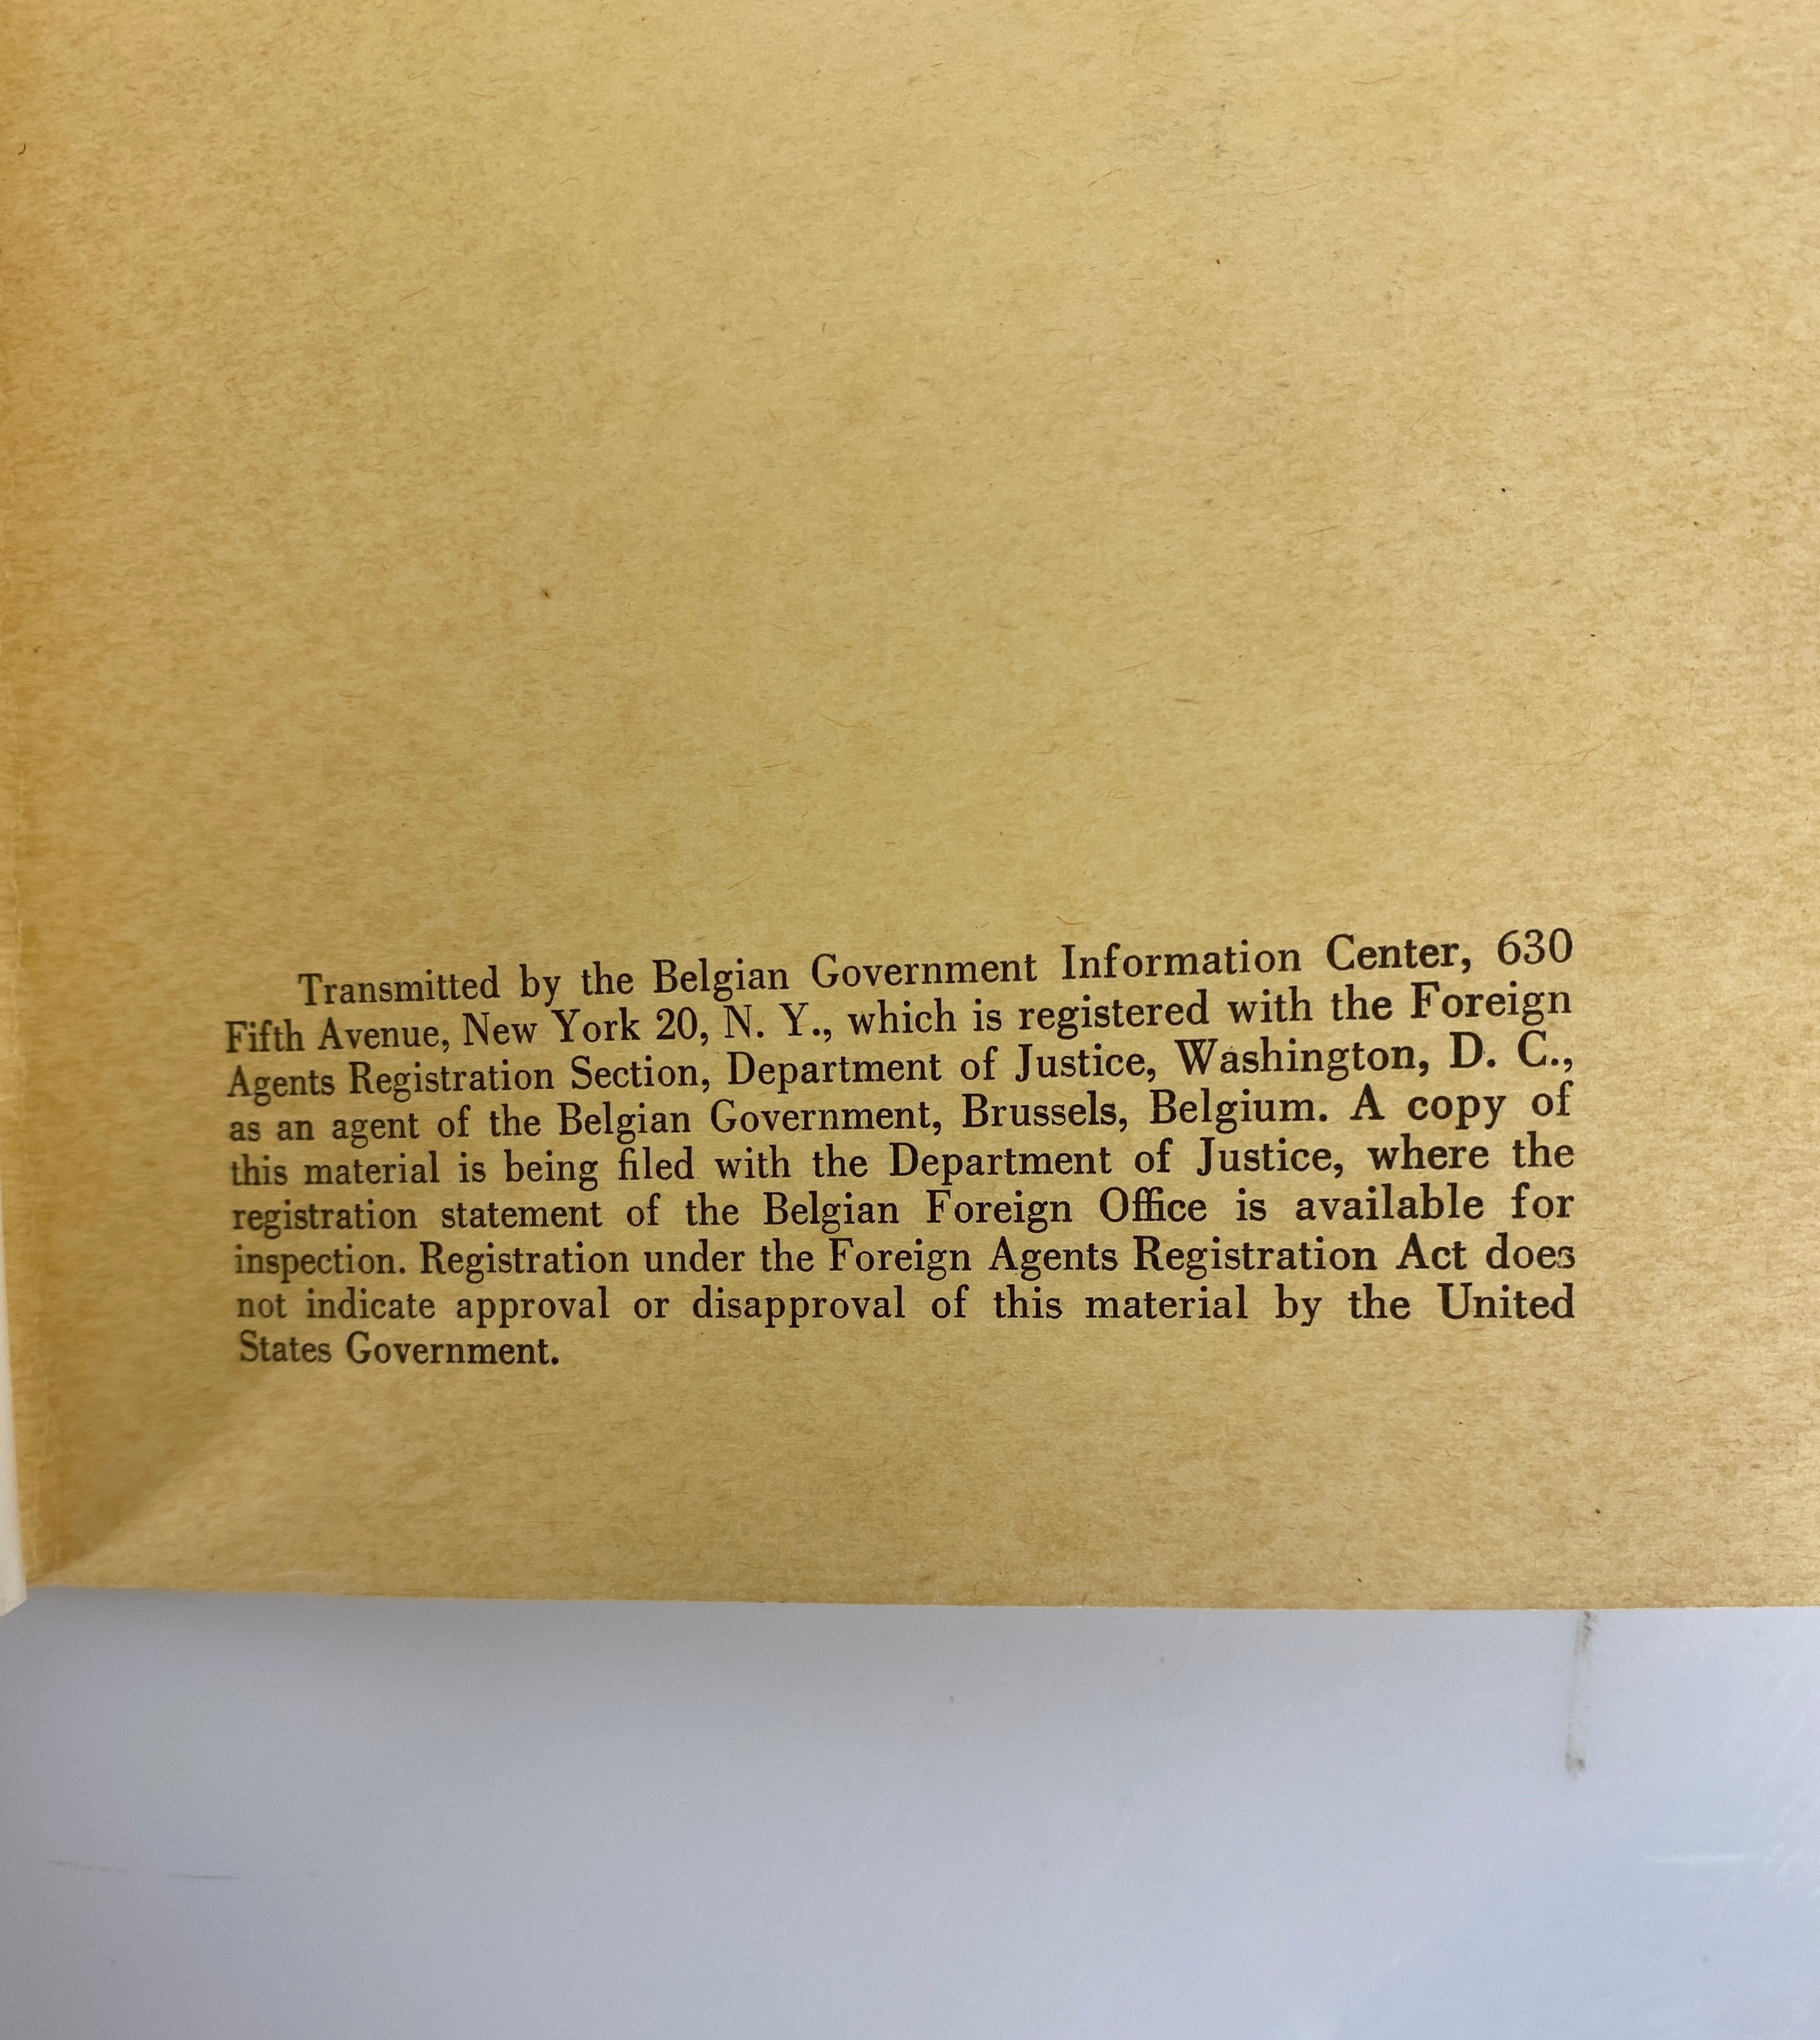 Transmitted by the Belgian Government Information Center, 630
Fifth Avenue, New York 20, N. Y., which is registered with the Foreign
Agents Registration Section, Department of Justice, Washington, D. C.,
as an agent of the Belgian Government, Brussels, Belgium. A copy of
this material is being filed with the Department of Justice, where the
registration statement of the Belgian Foreign Office is available for
inspection. Registration under the Foreign Agents Registration Act does
not indicate approval or disapproval of this material by the United
States Government.